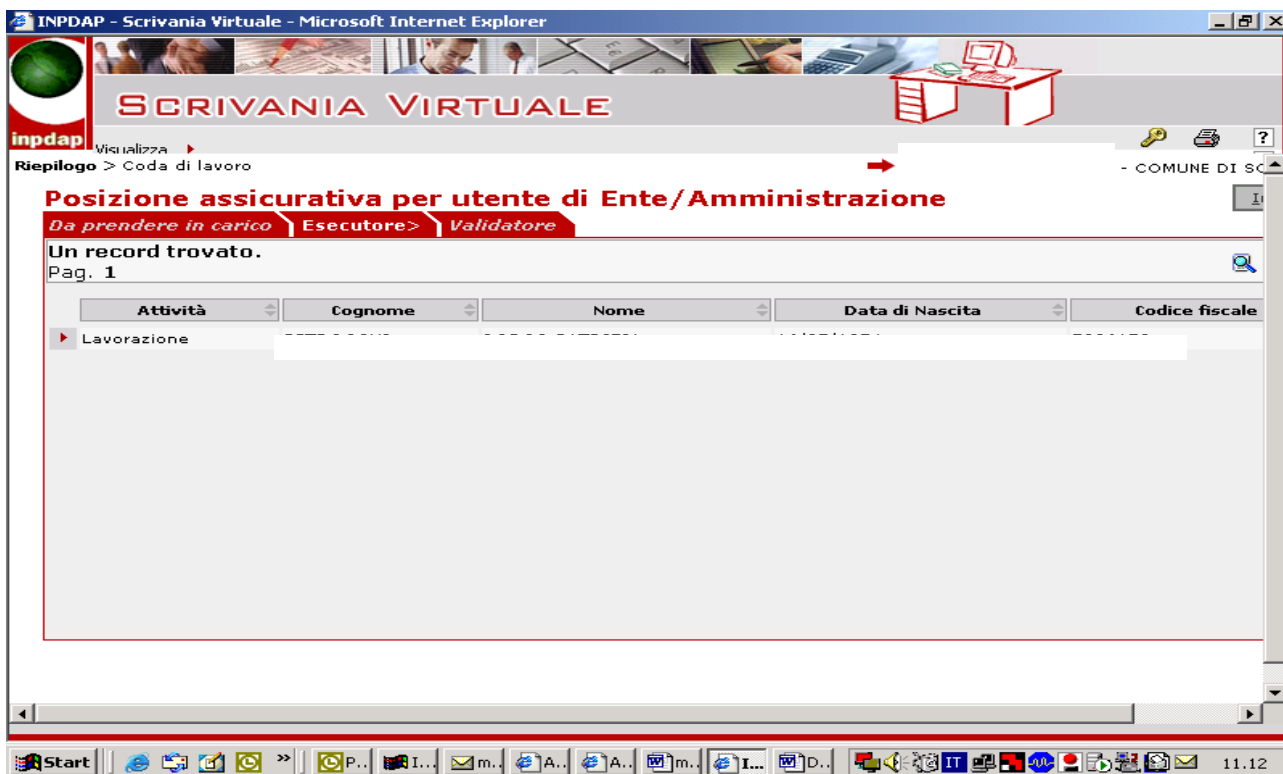 INPDAP - Scrivania Virtuale - Microsoft Internet Explorer
SCRIVANIA VIRTUALE
inpdap
Visualizza
?
Riepilogo > Coda di lavoro
- COMUNE DI SC
Posizione assicurativa per utente di Ente/Amministrazione
Da prendere in carico Esecutore> Validatore
Un record trovato.
Pag. 1
Attività Cognome Nome Data di Nascita Codice fiscale
Lavorazione
Start » P.. I... m.. A.. A.. m.. I... D.. IT 11.12